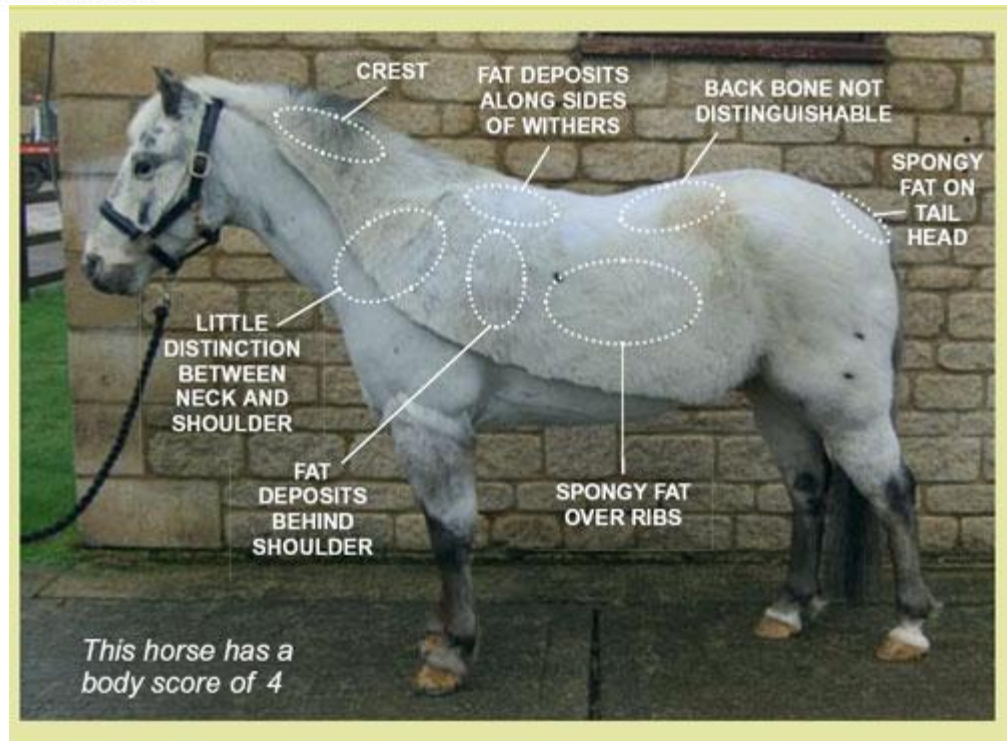 CREST
FAT DEPOSITS
ALONG SIDES
OF WITHERS
BACK BONE NOT
DISTINGUISHABLE
SPONGY
FAT ON
TAIL
HEAD
LITTLE
DISTINCTION
BETWEEN
NECK AND
SHOULDER
FAT
DEPOSITS
BEHIND
SHOULDER
SPONGY FAT
OVER RIBS
This horse has a
body score of 4